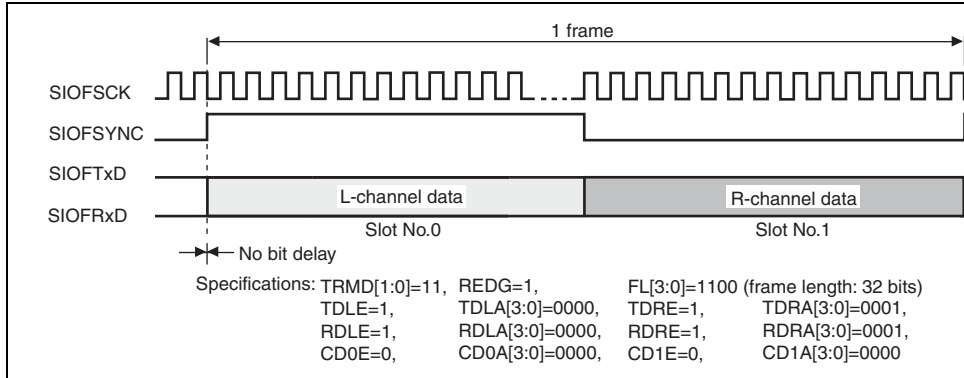 1 frame
SIOFSCK
SIOFSYNC
SIOFTxD
L-channel data
R-channel data
SIOFRxD
Slot No.0
Slot No.1
No bit delay
Specifications: TRMD[1:0]=11, REDG=1, FL[3:0]=1100 (frame length: 32 bits)
TDLE=1, TDLA[3:0]=0000, TDRE=1, TDRA[3:0]=0001,
RDLE=1, RDLA[3:0]=0000, RDRE=1, RDRA[3:0]=0001,
CD0E=0, CD0A[3:0]=0000, CD1E=0, CD1A[3:0]=0000